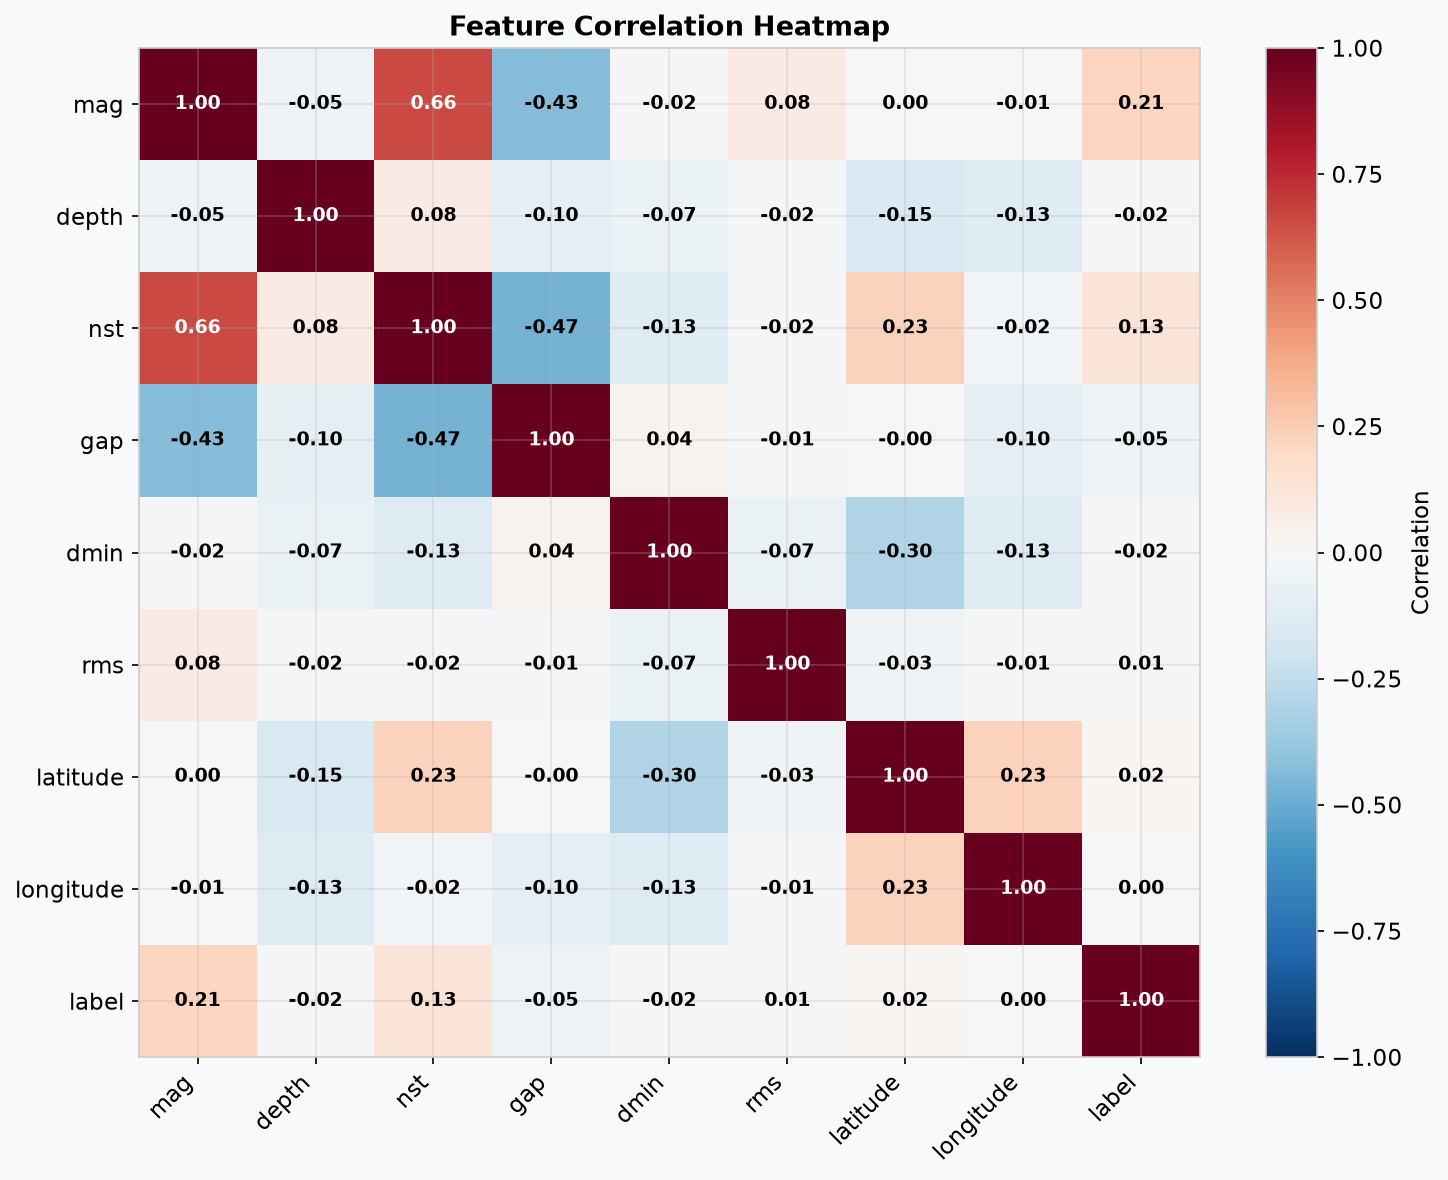 Feature Correlation Heatmap
mag 1.00 -0.05 0.66 -0.43 -0.02 0.08 0.00 -0.01 0.21
depth -0.05 1.00 0.08 -0.10 -0.07 -0.02 -0.15 -0.13 -0.02
nst 0.66 0.08 1.00 -0.47 -0.13 -0.02 0.23 -0.02 0.13
gap -0.43 -0.10 -0.47 1.00 0.04 -0.01 -0.00 -0.10 -0.05
dmin -0.02 -0.07 -0.13 0.04 1.00 -0.07 -0.30 -0.13 -0.02
rms 0.08 -0.02 -0.02 -0.01 -0.07 1.00 -0.03 -0.01 0.01
latitude 0.00 -0.15 0.23 -0.00 -0.30 -0.03 1.00 0.23 0.02
longitude -0.01 -0.13 -0.02 -0.10 -0.13 -0.01 0.23 1.00 0.00
label 0.21 -0.02 0.13 -0.05 -0.02 0.01 0.02 0.00 1.00
mag depth nst gap dmin rms latitude longitude label
1.00
0.75
0.50
0.25
0.00
−0.25
−0.50
−0.75
−1.00
Correlation